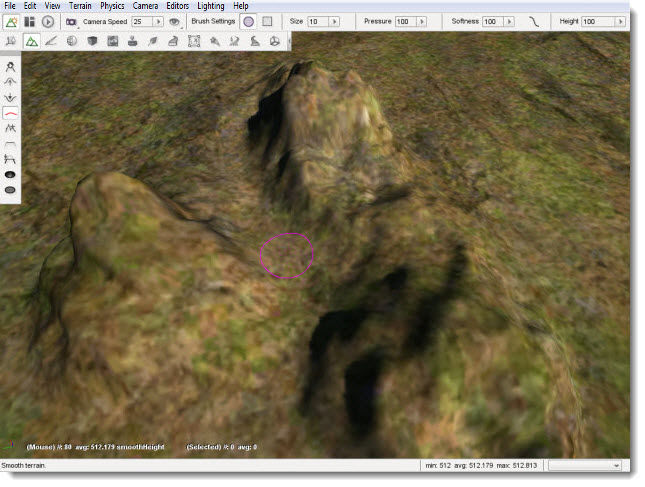 File Edit View Terrain Physics Camera Editors Lighting Help
Camera Speed 25 Brush Settings Size 10 Pressure 100 Softness 100 Height 100
(Mouse) #: 80 avg: 512.179 smoothHeight (Selected) #: 0 avg: 0
Smooth terrain. min: 512 avg: 512.179 max: 512.813